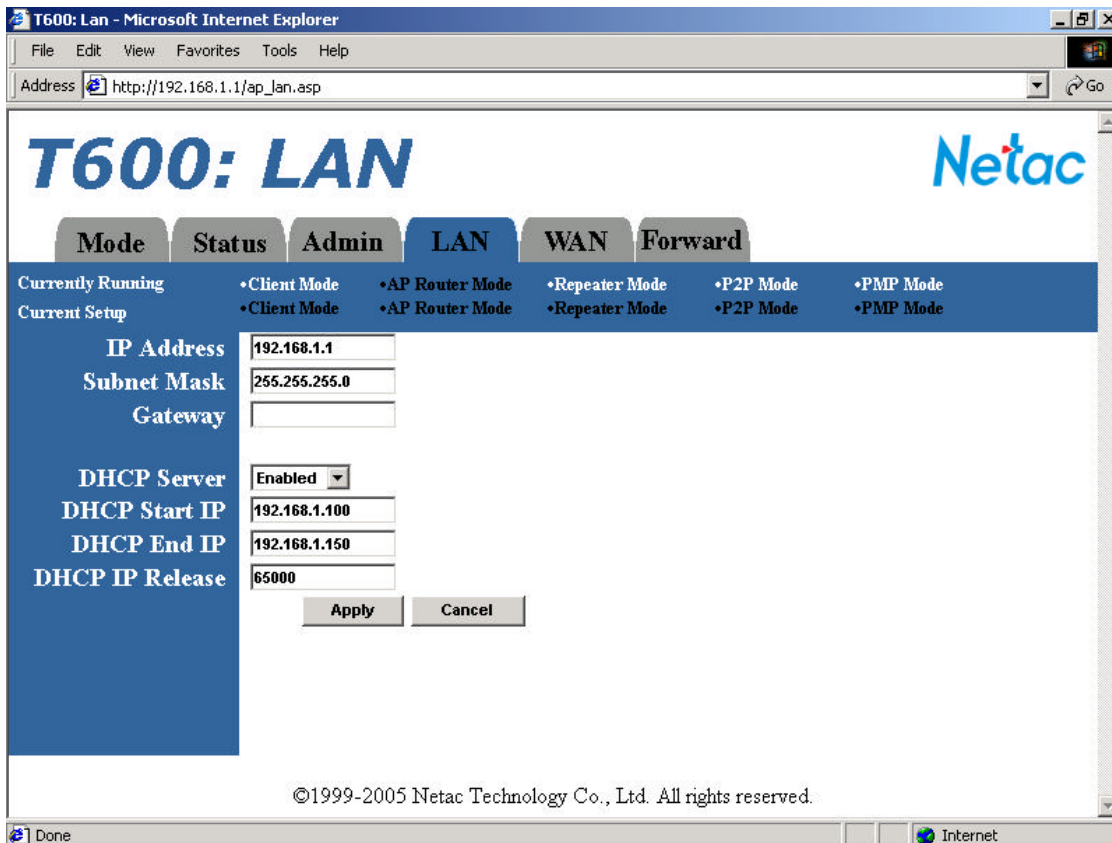 T600: Lan - Microsoft Internet Explorer
File Edit View Favorites Tools Help
Address http://192.168.1.1/ap_lan.asp Go
T600: LAN
Netac
Mode Status Admin LAN WAN Forward
Currently Running •Client Mode •AP Router Mode •Repeater Mode •P2P Mode •PMP Mode
Current Setup •Client Mode •AP Router Mode •Repeater Mode •P2P Mode •PMP Mode
IP Address 192.168.1.1
Subnet Mask 255.255.255.0
Gateway
DHCP Server Enabled
DHCP Start IP 192.168.1.100
DHCP End IP 192.168.1.150
DHCP IP Release 65000
Apply Cancel
©1999-2005 Netac Technology Co., Ltd. All rights reserved.
Done Internet